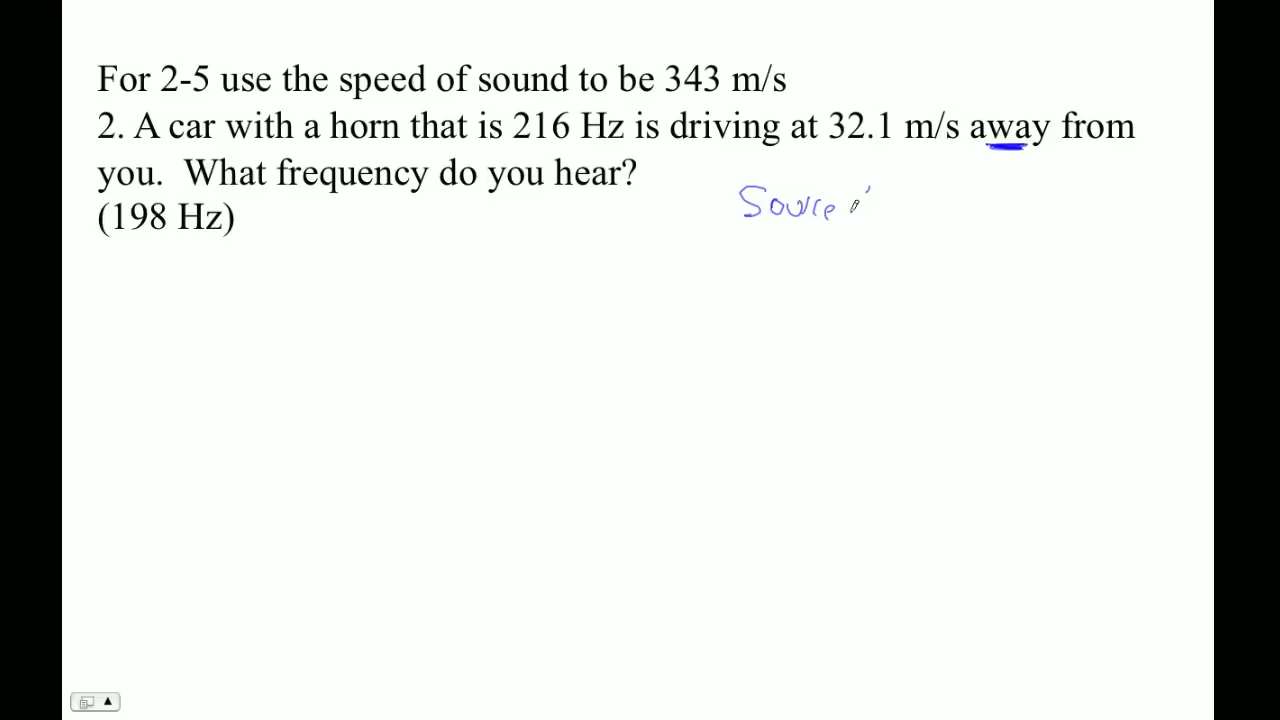 For 2-5 use the speed of sound to be 343 m/s
2. A car with a horn that is 216 Hz is driving at 32.1 m/s away from
you. What frequency do you hear?
(198 Hz)
Source